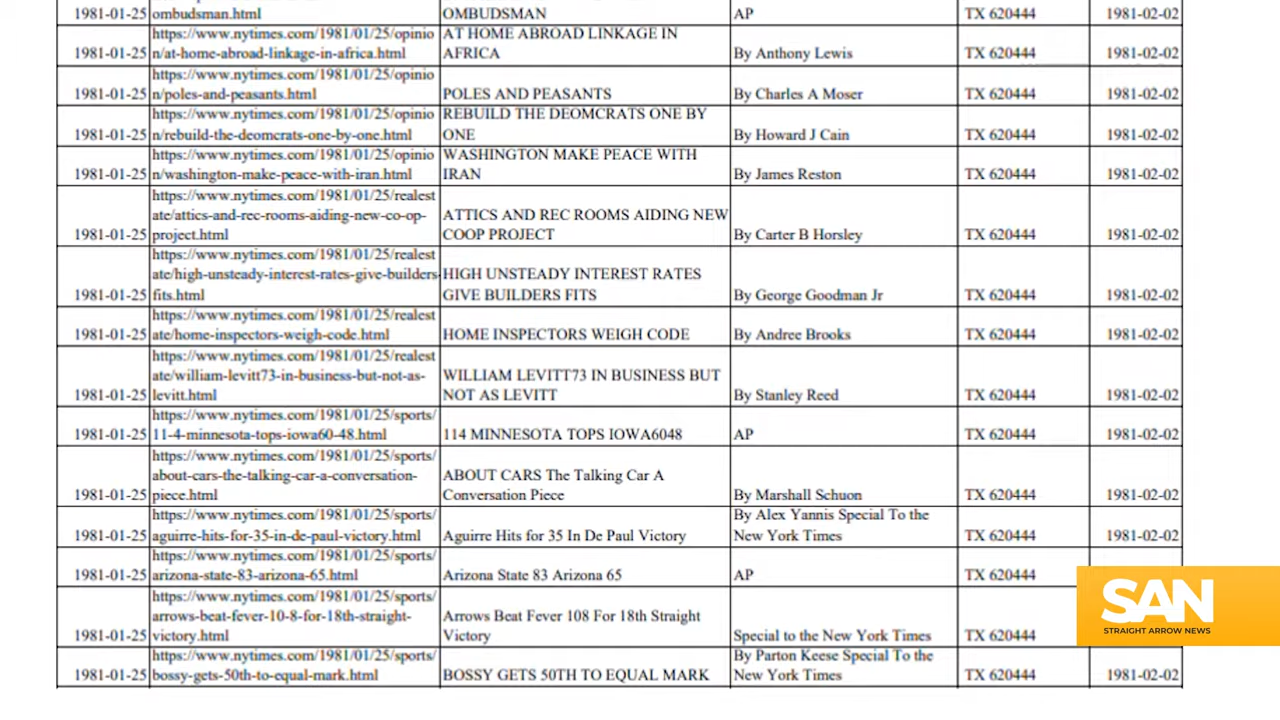 1981-01-25 ombudsman.html OMBUDSMAN AP TX 620444 1981-02-02
https://www.nytimes.com/1981/01/25/opinio AT HOME ABROAD LINKAGE IN
1981-01-25 n/at-home-abroad-linkage-in-africa.html AFRICA By Anthony Lewis TX 620444 1981-02-02
https://www.nytimes.com/1981/01/25/opinio
1981-01-25 n/poles-and-peasants.html POLES AND PEASANTS By Charles A Moser TX 620444 1981-02-02
https://www.nytimes.com/1981/01/25/opinio REBUILD THE DEOMCRATS ONE BY
1981-01-25 n/rebuild-the-deomcrats-one-by-one.html ONE By Howard J Cain TX 620444 1981-02-02
https://www.nytimes.com/1981/01/25/opinio WASHINGTON MAKE PEACE WITH
1981-01-25 n/washington-make-peace-with-iran.html IRAN By James Reston TX 620444 1981-02-02
https://www.nytimes.com/1981/01/25/realest
ate/attics-and-rec-rooms-aiding-new-co-op- ATTICS AND REC ROOMS AIDING NEW
1981-01-25 project.html COOP PROJECT By Carter B Horsley TX 620444 1981-02-02
https://www.nytimes.com/1981/01/25/realest
ate/high-unsteady-interest-rates-give-builders- HIGH UNSTEADY INTEREST RATES
1981-01-25 fits.html GIVE BUILDERS FITS By George Goodman Jr TX 620444 1981-02-02
https://www.nytimes.com/1981/01/25/realest
1981-01-25 ate/home-inspectors-weigh-code.html HOME INSPECTORS WEIGH CODE By Andree Brooks TX 620444 1981-02-02
https://www.nytimes.com/1981/01/25/realest
ate/william-levitt73-in-business-but-not-as- WILLIAM LEVITT73 IN BUSINESS BUT
1981-01-25 levitt.html NOT AS LEVITT By Stanley Reed TX 620444 1981-02-02
https://www.nytimes.com/1981/01/25/sports/
1981-01-25 11-4-minnesota-tops-iowa60-48.html 114 MINNESOTA TOPS IOWA6048 AP TX 620444 1981-02-02
https://www.nytimes.com/1981/01/25/sports/
about-cars-the-talking-car-a-conversation- ABOUT CARS The Talking Car A
1981-01-25 piece.html Conversation Piece By Marshall Schuon TX 620444 1981-02-02
https://www.nytimes.com/1981/01/25/sports/ By Alex Yannis Special To the
1981-01-25 aguirre-hits-for-35-in-de-paul-victory.html Aguirre Hits for 35 In De Paul Victory New York Times TX 620444 1981-02-02
https://www.nytimes.com/1981/01/25/sports/
1981-01-25 arizona-state-83-arizona-65.html Arizona State 83 Arizona 65 AP TX 620444
https://www.nytimes.com/1981/01/25/sports/
arrows-beat-fever-10-8-for-18th-straight- Arrows Beat Fever 108 For 18th Straight
1981-01-25 victory.html Victory Special to the New York Times TX 620444
https://www.nytimes.com/1981/01/25/sports/ By Parton Keese Special To the
1981-01-25 bossy-gets-50th-to-equal-mark.html BOSSY GETS 50TH TO EQUAL MARK New York Times TX 620444 1981-02-02
SAN
STRAIGHT ARROW NEWS